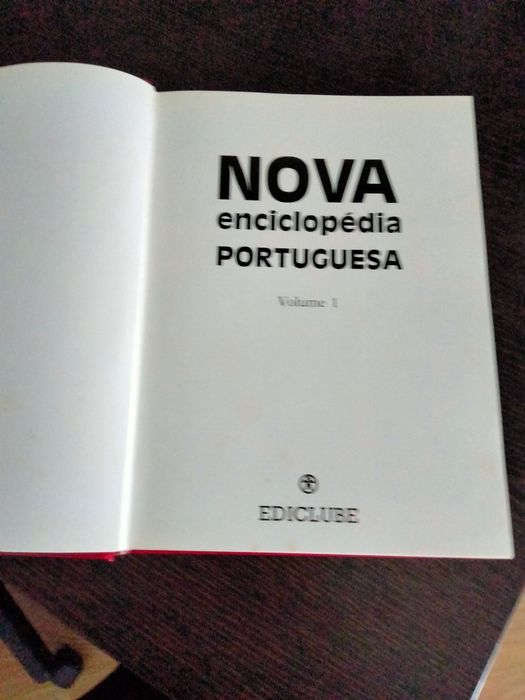 NOVA
enciclopédia
PORTUGUESA
Volume 1
EDICLUBE